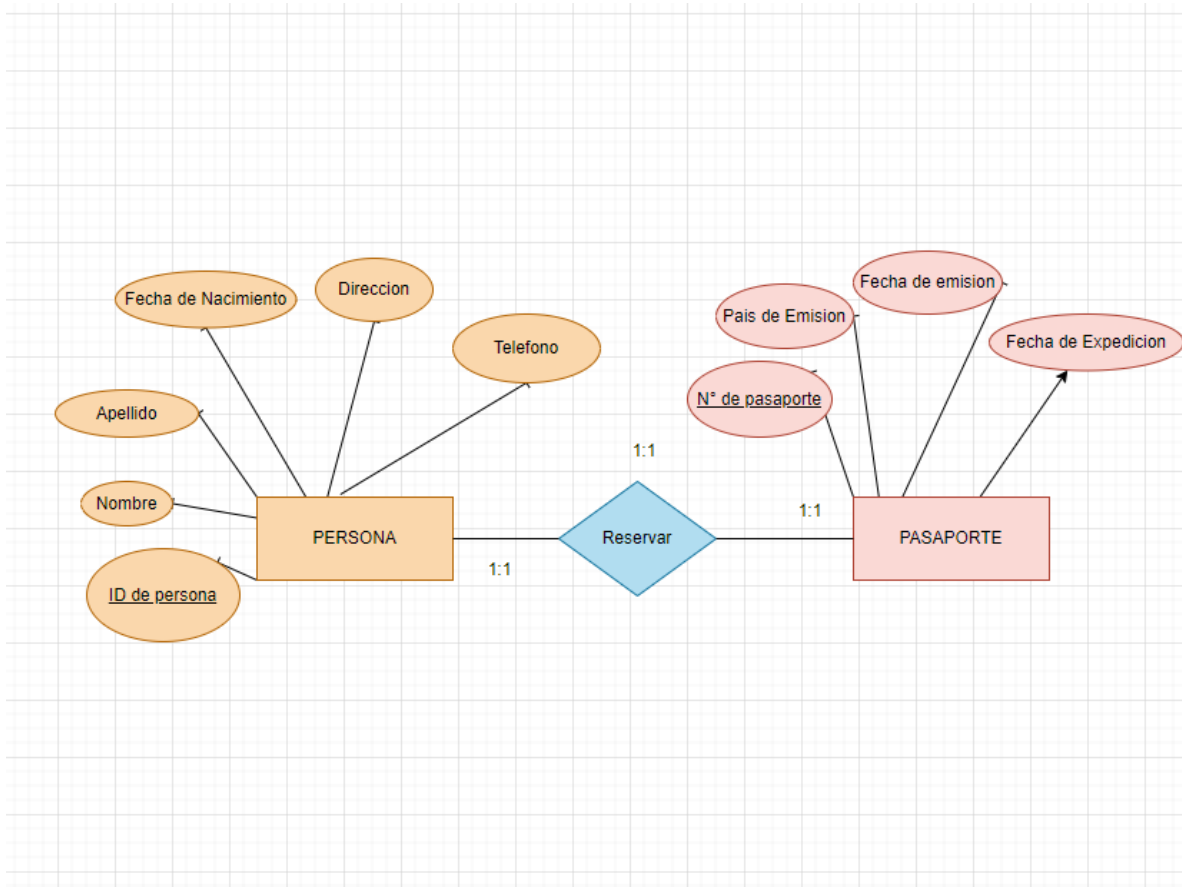 Fecha de Nacimiento
Direccion
Telefono
Apellido
Nombre
PERSONA
ID de persona
1:1
1:1
Reservar
1:1
Fecha de emision
Pais de Emision
Fecha de Expedicion
N° de pasaporte
PASAPORTE